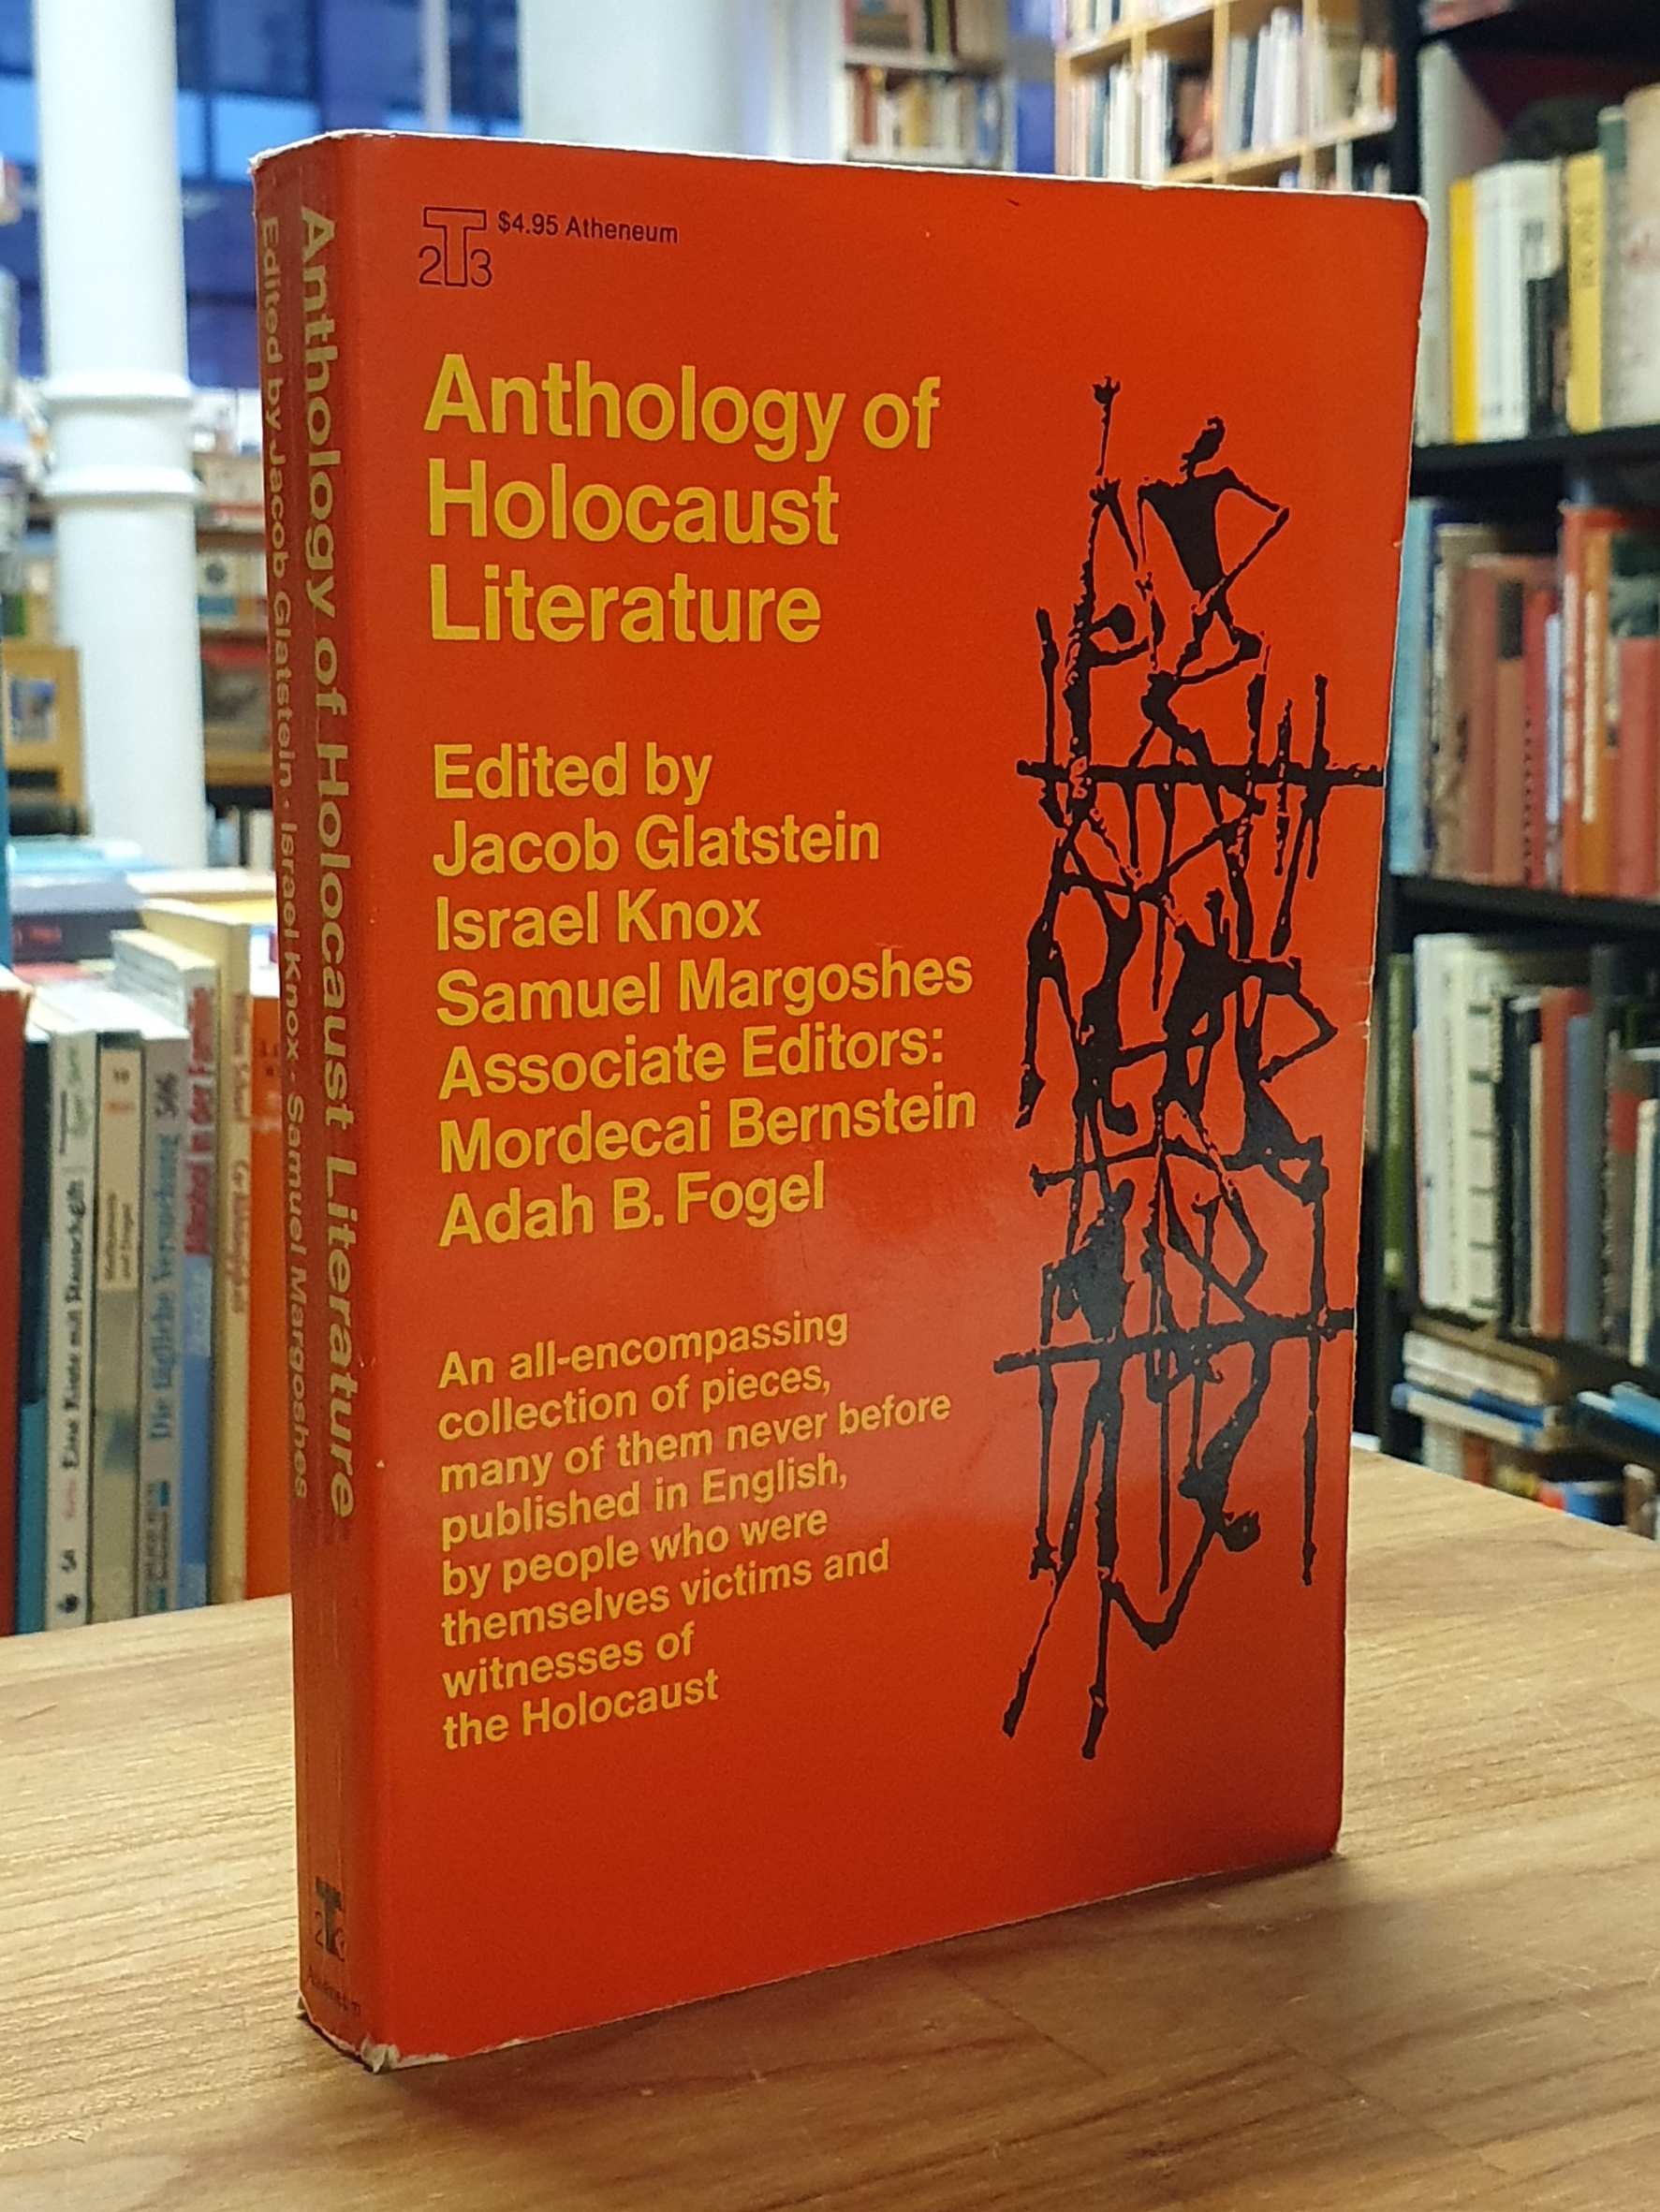 $4.95 Atheneum
2T3
Anthology of
Holocaust
Literature
Edited by
Jacob Glatstein
Israel Knox
Samuel Margoshes
Associate Editors:
Mordecai Bernstein
Adah B. Fogel
An all-encompassing
collection of pieces,
many of them never before
published in English,
by people who were
themselves victims and
witnesses of
the Holocaust
Anthology of Holocaust Literature
Edited by Jacob Glatstein · Israel Knox · Samuel Margoshes
T
23
Atheneum